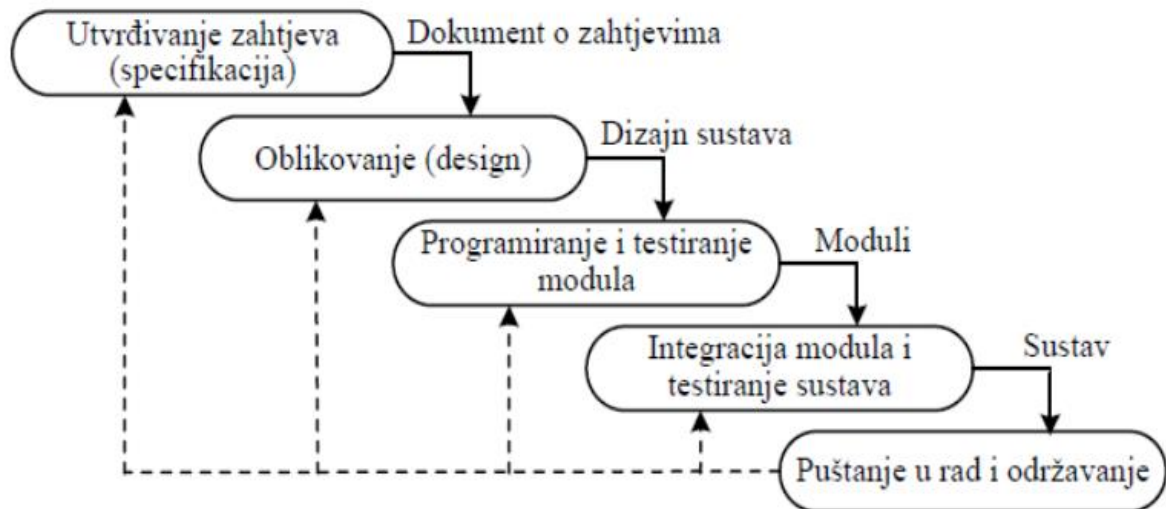 Utvrđivanje zahtjeva
(specifikacija)
Dokument o zahtjevima
Oblikovanje (design)
Dizajn sustava
Programiranje i testiranje
modula
Moduli
Integracija modula i
testiranje sustava
Sustav
Puštanje u rad i održavanje